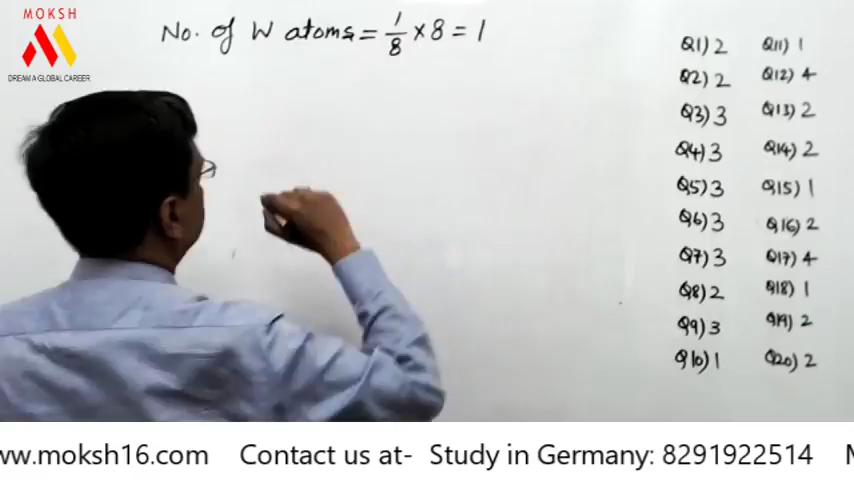 MOKSH
DREAM A GLOBAL CAREER
No. of W atoms = 1/8 × 8 = 1
Q1) 2 Q11) 1
Q2) 2 Q12) 4
Q3) 3 Q13) 2
Q4) 3 Q14) 2
Q5) 3 Q15) 1
Q6) 3 Q16) 2
Q7) 3 Q17) 4
Q8) 2 Q18) 1
Q9) 3 Q19) 2
Q10) 1 Q20) 2
ww.moksh16.com Contact us at- Study in Germany: 8291922514